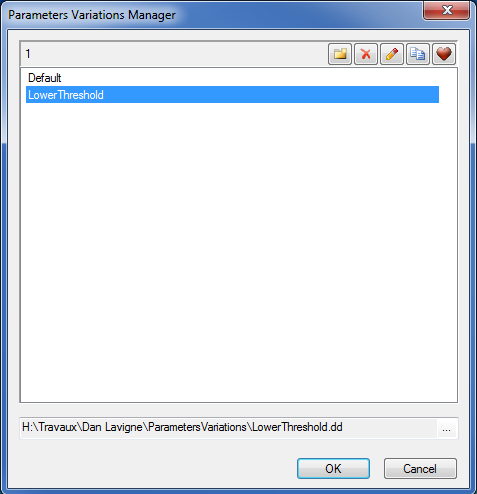 Parameters Variations Manager
1
Default
LowerThreshold
H:\Travaux\Dan Lavigne\ParametersVariations\LowerThreshold.dd
...
OK
Cancel